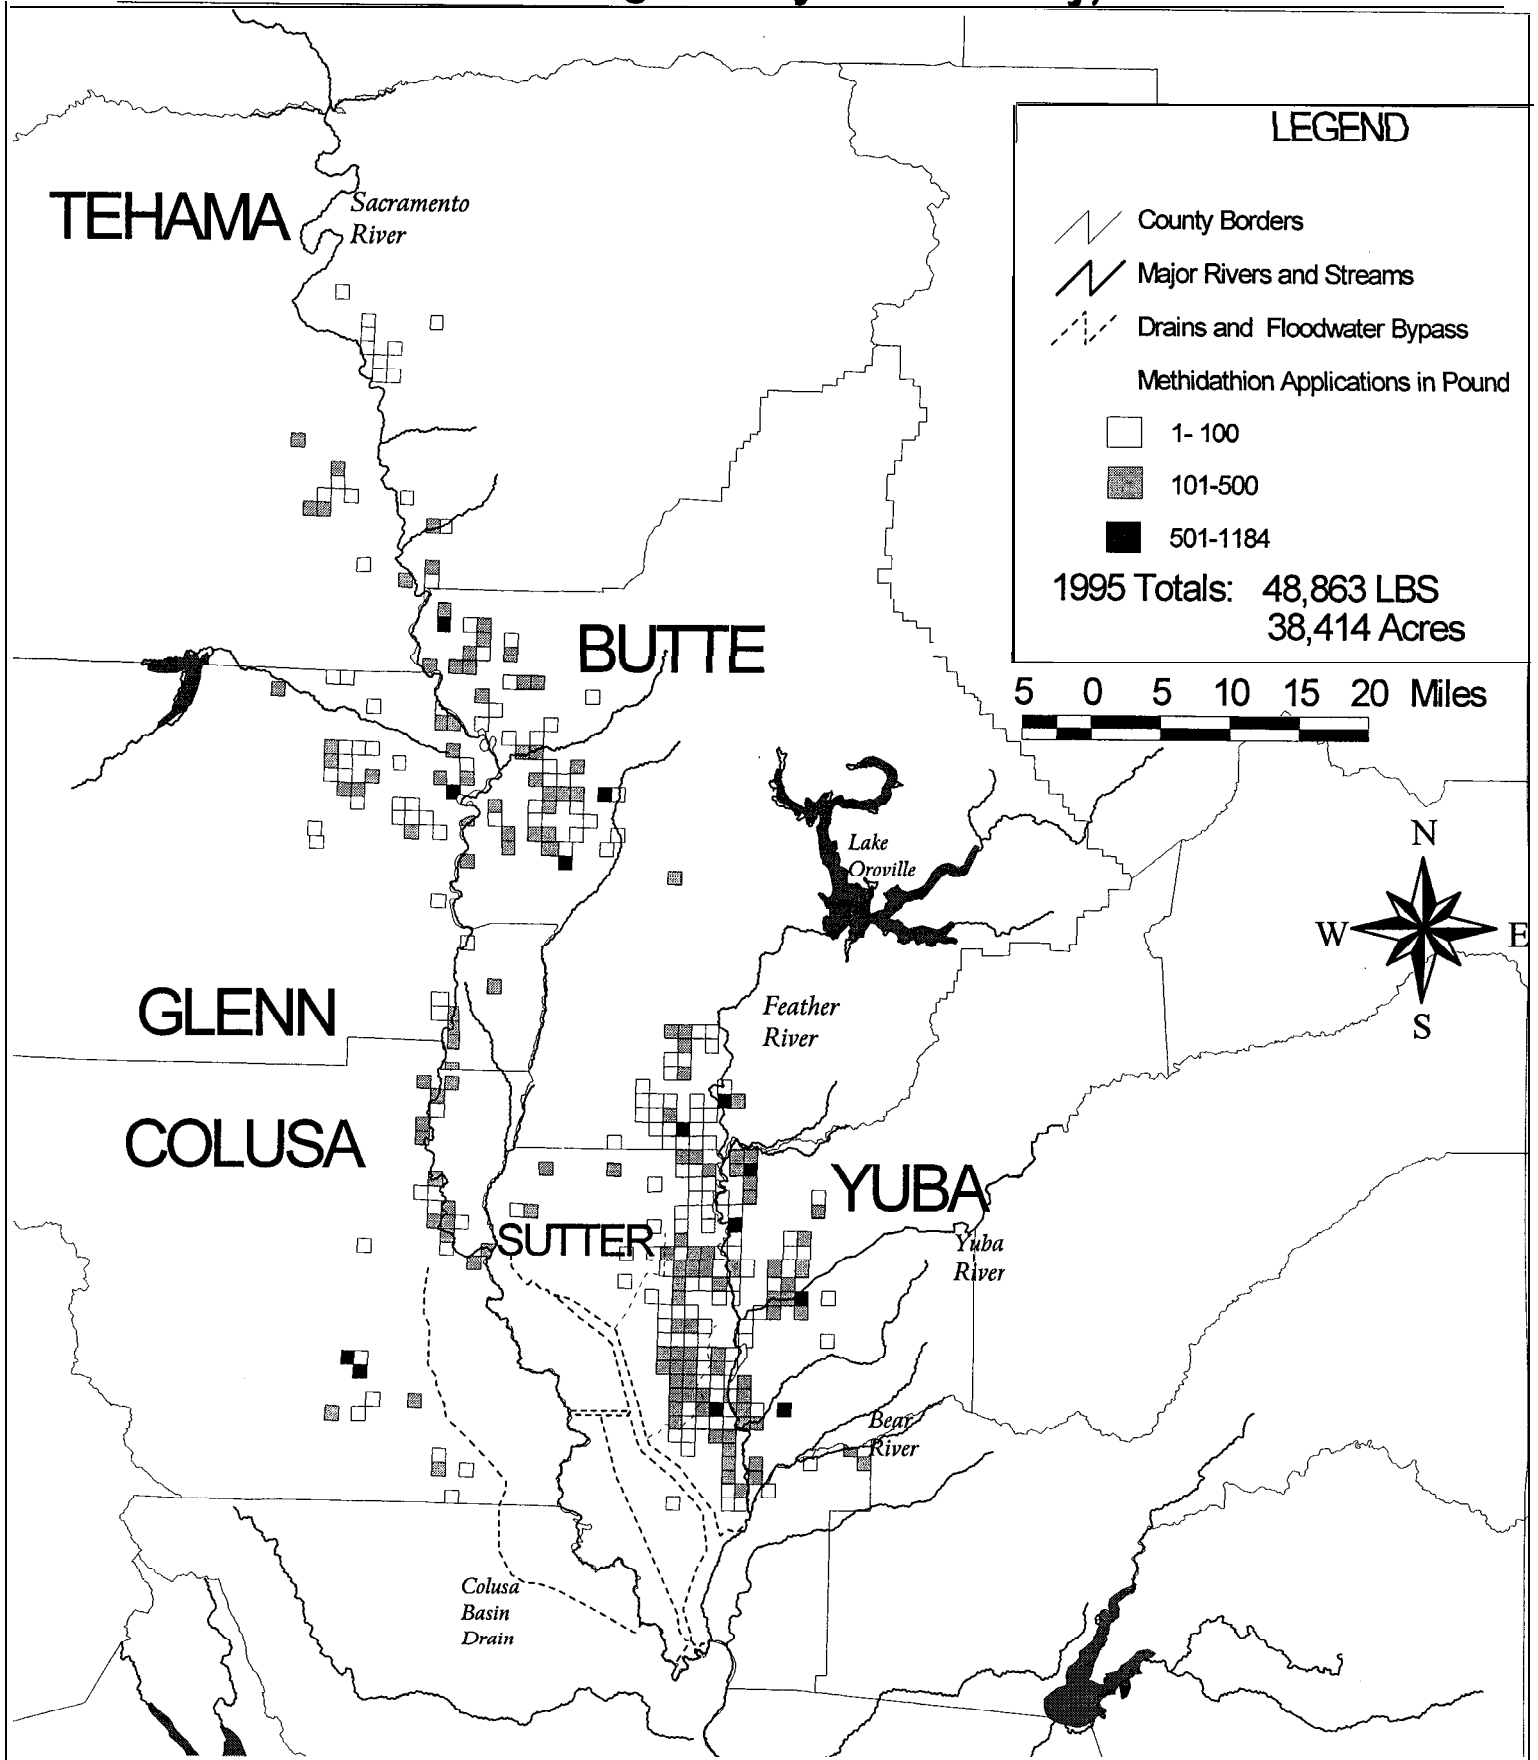 LEGEND
County Borders
Major Rivers and Streams
Drains and Floodwater Bypass
Methidathion Applications in Pound
1- 100
101-500
501-1184
1995 Totals: 48,863 LBS
38,414 Acres
5 0 5 10 15 20 Miles
TEHAMA
Sacramento
River
BUTTE
Lake
Oroville
N
W E
S
GLENN
Feather
River
COLUSA
YUBA
SUTTER
Yuba
River
Bear
River
Colusa
Basin
Drain